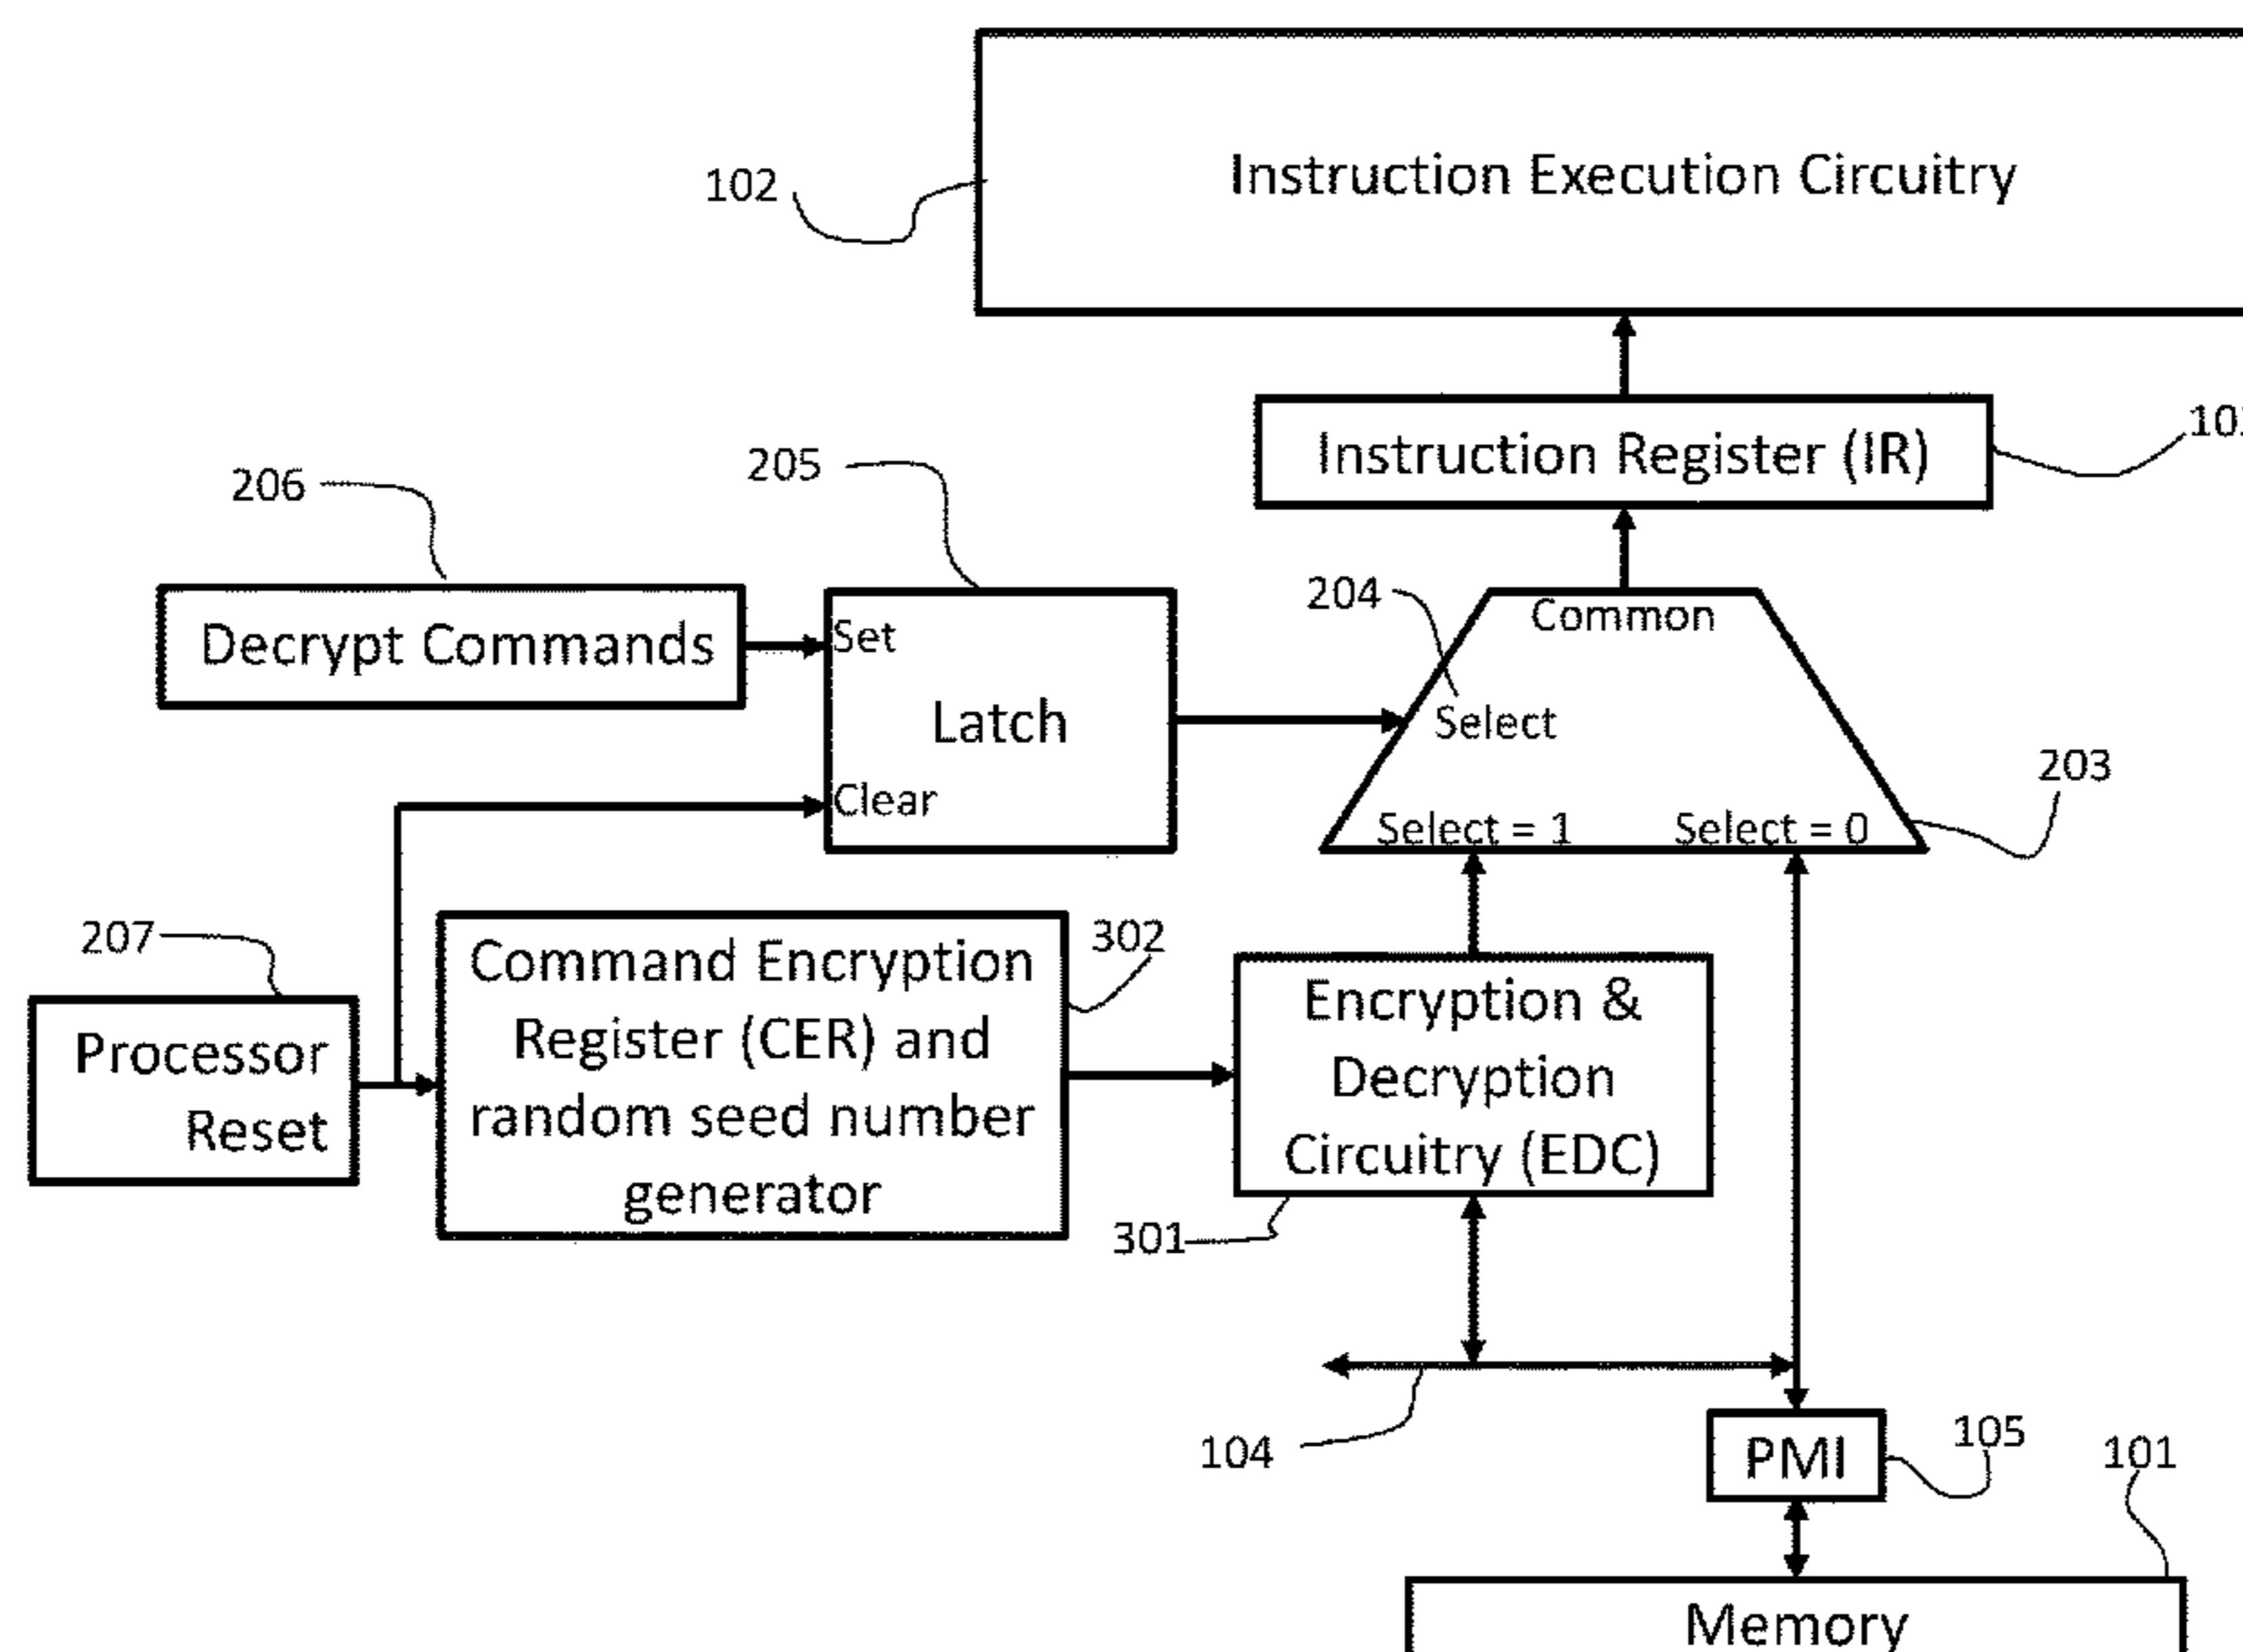 Instruction Execution Circuitry
102
Instruction Register (IR)
206
205
204
Common
Decrypt Commands
Set
Latch
Select
203
Clear
Select = 1
Select = 0
207
302
Command Encryption
Register (CER) and
random seed number
generator
Processor
Reset
Encryption &
Decryption
Circuitry (EDC)
301
104
PMI
105
101
Memory